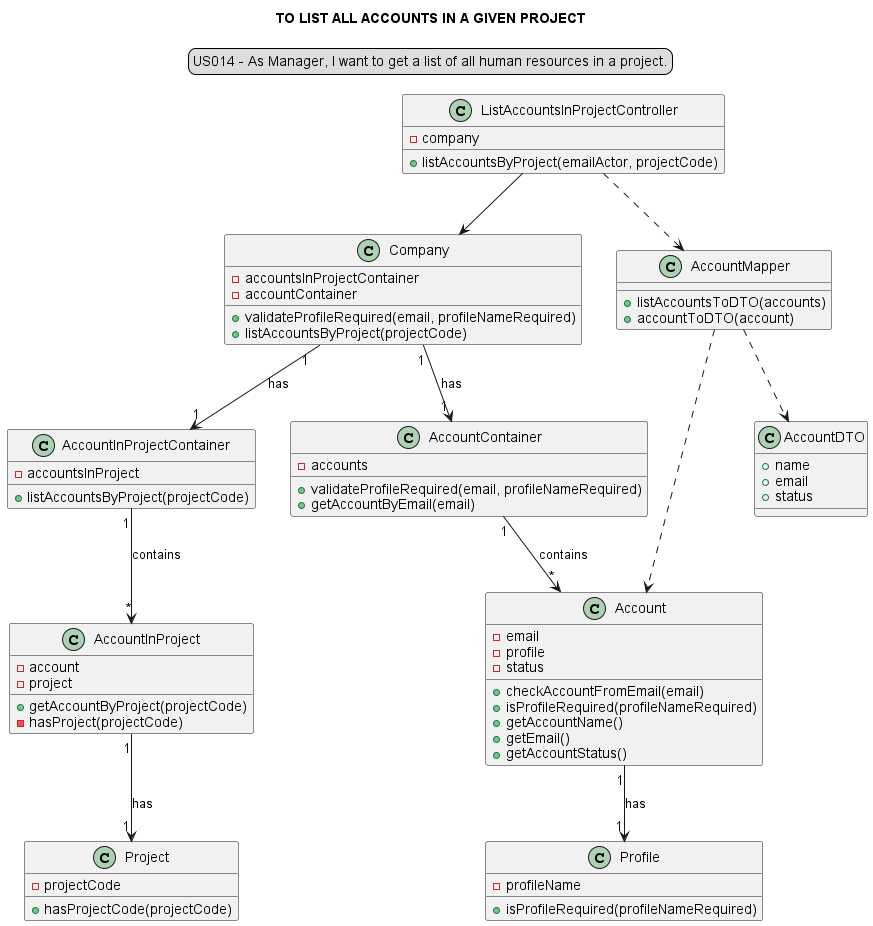 TO LIST ALL ACCOUNTS IN A GIVEN PROJECT
US014 - As Manager, I want to get a list of all human resources in a project.
C ListAccountsInProjectController
company
listAccountsByProject(emailActor, projectCode)
C Company
accountsInProjectContainer
accountContainer
validateProfileRequired(email, profileNameRequired)
listAccountsByProject(projectCode)
C AccountMapper
listAccountsToDTO(accounts)
accountToDTO(account)
1
has
1
1
has
1
C AccountInProjectContainer
accountsInProject
listAccountsByProject(projectCode)
C AccountContainer
accounts
validateProfileRequired(email, profileNameRequired)
getAccountByEmail(email)
C AccountDTO
name
email
status
1
contains
*
1
contains
*
C AccountInProject
account
project
getAccountByProject(projectCode)
hasProject(projectCode)
C Account
email
profile
status
checkAccountFromEmail(email)
isProfileRequired(profileNameRequired)
getAccountName()
getEmail()
getAccountStatus()
1
has
1
1
has
1
C Project
projectCode
hasProjectCode(projectCode)
C Profile
profileName
isProfileRequired(profileNameRequired)